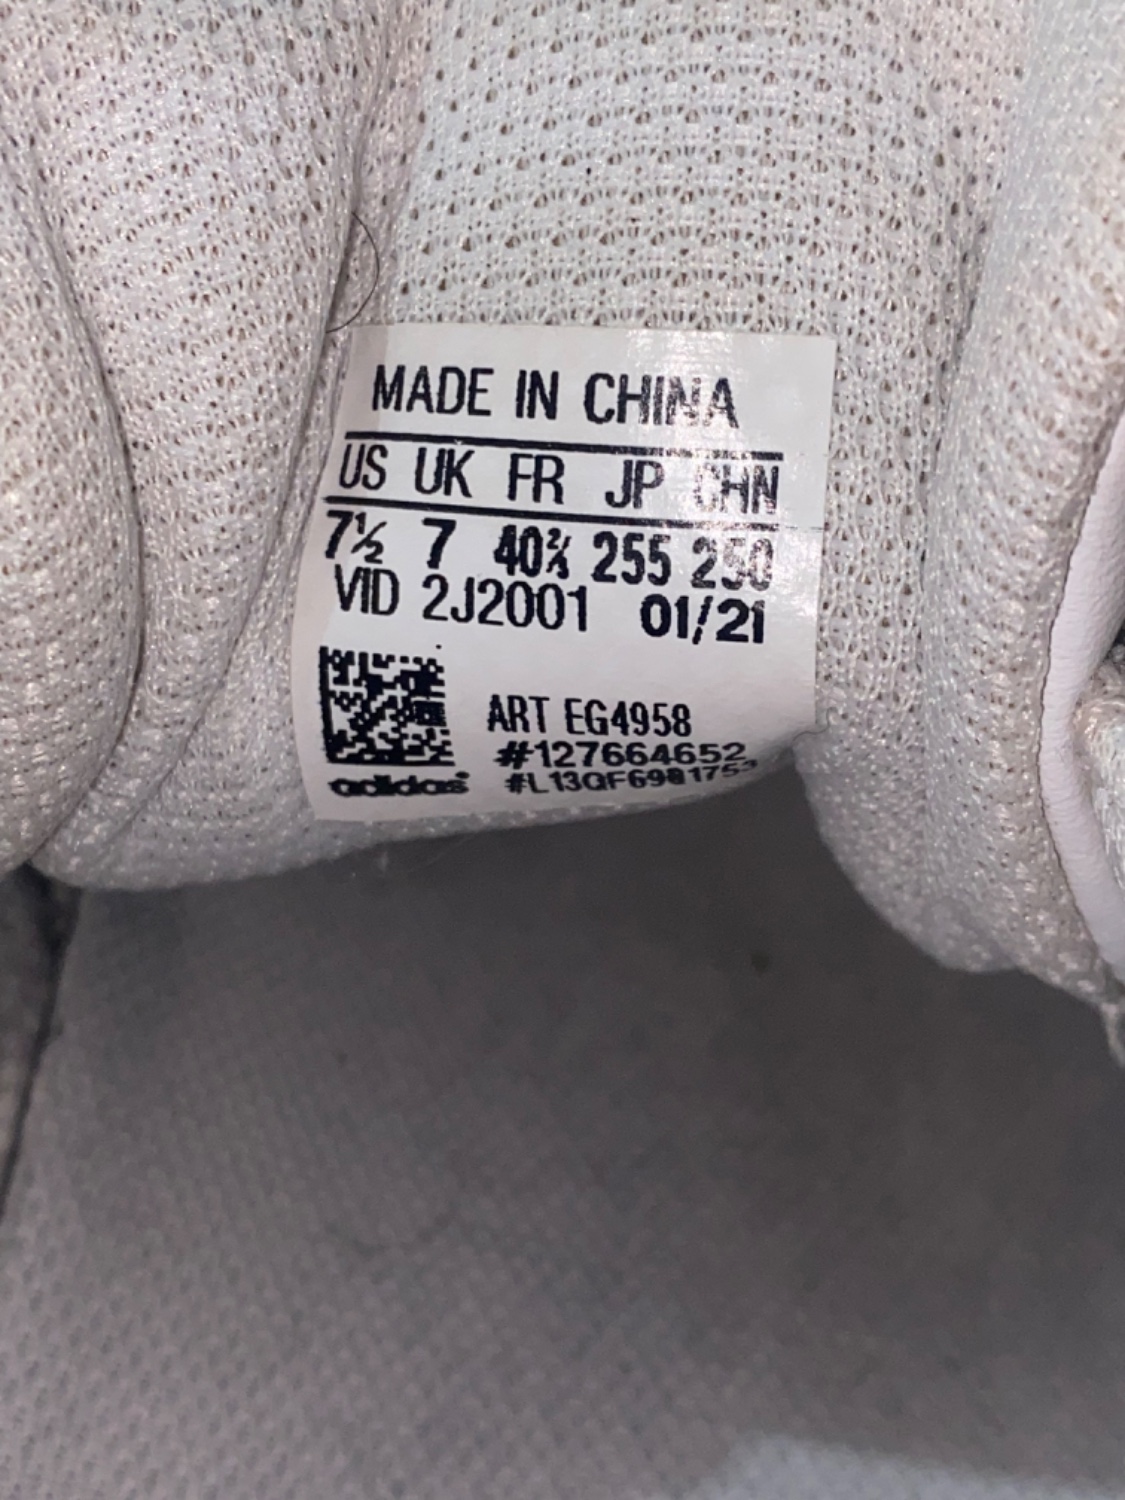 MADE IN CHINA
US UK FR JP CHN
7½ 7 40⅔ 255 250
VID 2J2001 01/21
ART EG4958
#127664652
adidas
#L13QF6981753